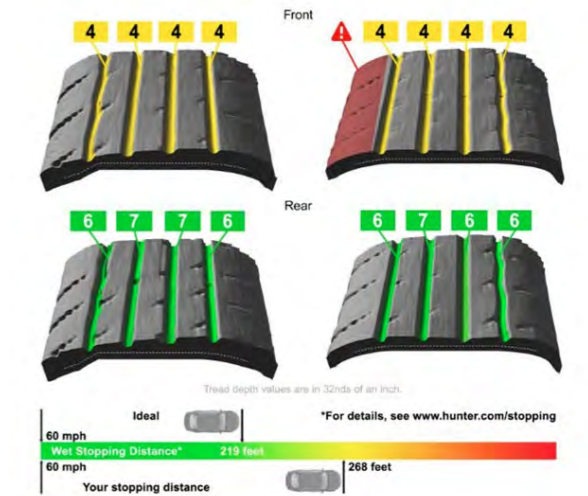 Front
4 4 4 4
4 4 4 4
Rear
6 7 7 6
6 7 6 6
Tread depth values are in 32nds of an inch.
Ideal
*For details, see www.hunter.com/stopping
60 mph
Wet Stopping Distance* 219 feet
60 mph
268 feet
Your stopping distance